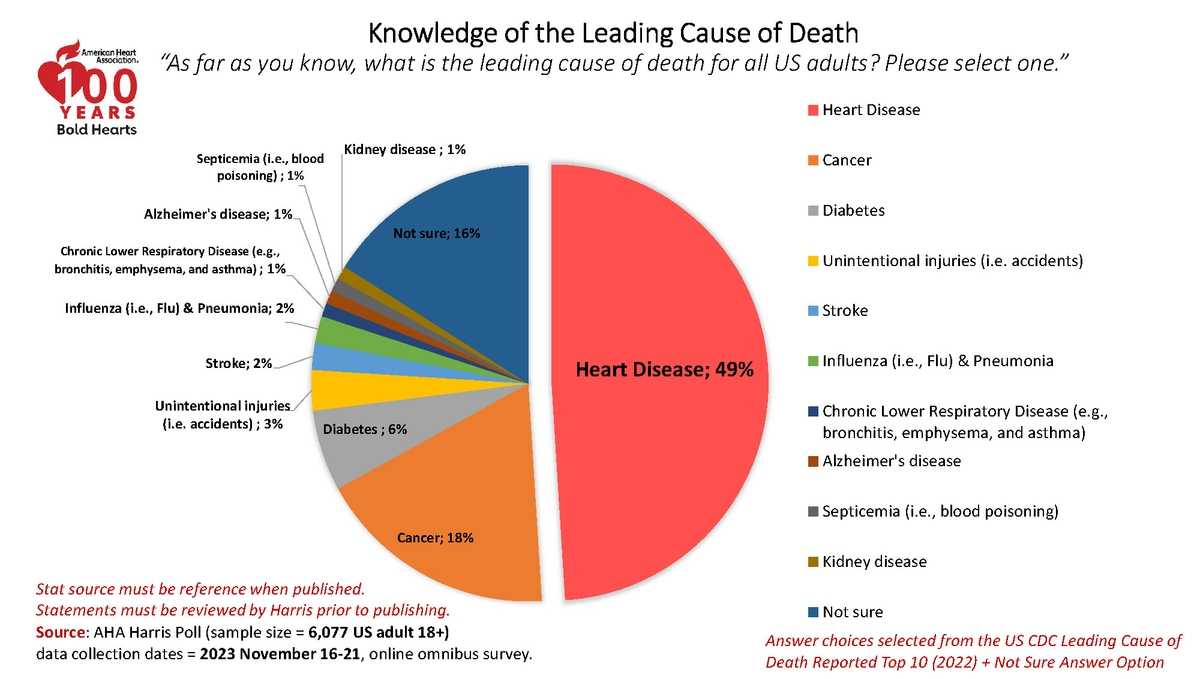 Knowledge of the Leading Cause of Death
“As far as you know, what is the leading cause of death for all US adults? Please select one.”
American Heart
Association®
100
YEARS
Bold Hearts
Kidney disease ; 1%
Septicemia (i.e., blood
poisoning) ; 1%
Alzheimer's disease; 1%
Chronic Lower Respiratory Disease (e.g.,
bronchitis, emphysema, and asthma) ; 1%
Influenza (i.e., Flu) & Pneumonia; 2%
Stroke; 2%
Unintentional injuries
(i.e. accidents) ; 3%
Not sure; 16%
Diabetes ; 6%
Cancer; 18%
Heart Disease; 49%
Heart Disease
Cancer
Diabetes
Unintentional injuries (i.e. accidents)
Stroke
Influenza (i.e., Flu) & Pneumonia
Chronic Lower Respiratory Disease (e.g.,
bronchitis, emphysema, and asthma)
Alzheimer's disease
Septicemia (i.e., blood poisoning)
Kidney disease
Not sure
Stat source must be reference when published.
Statements must be reviewed by Harris prior to publishing.
Source: AHA Harris Poll (sample size = 6,077 US adult 18+)
data collection dates = 2023 November 16-21, online omnibus survey.
Answer choices selected from the US CDC Leading Cause of
Death Reported Top 10 (2022) + Not Sure Answer Option